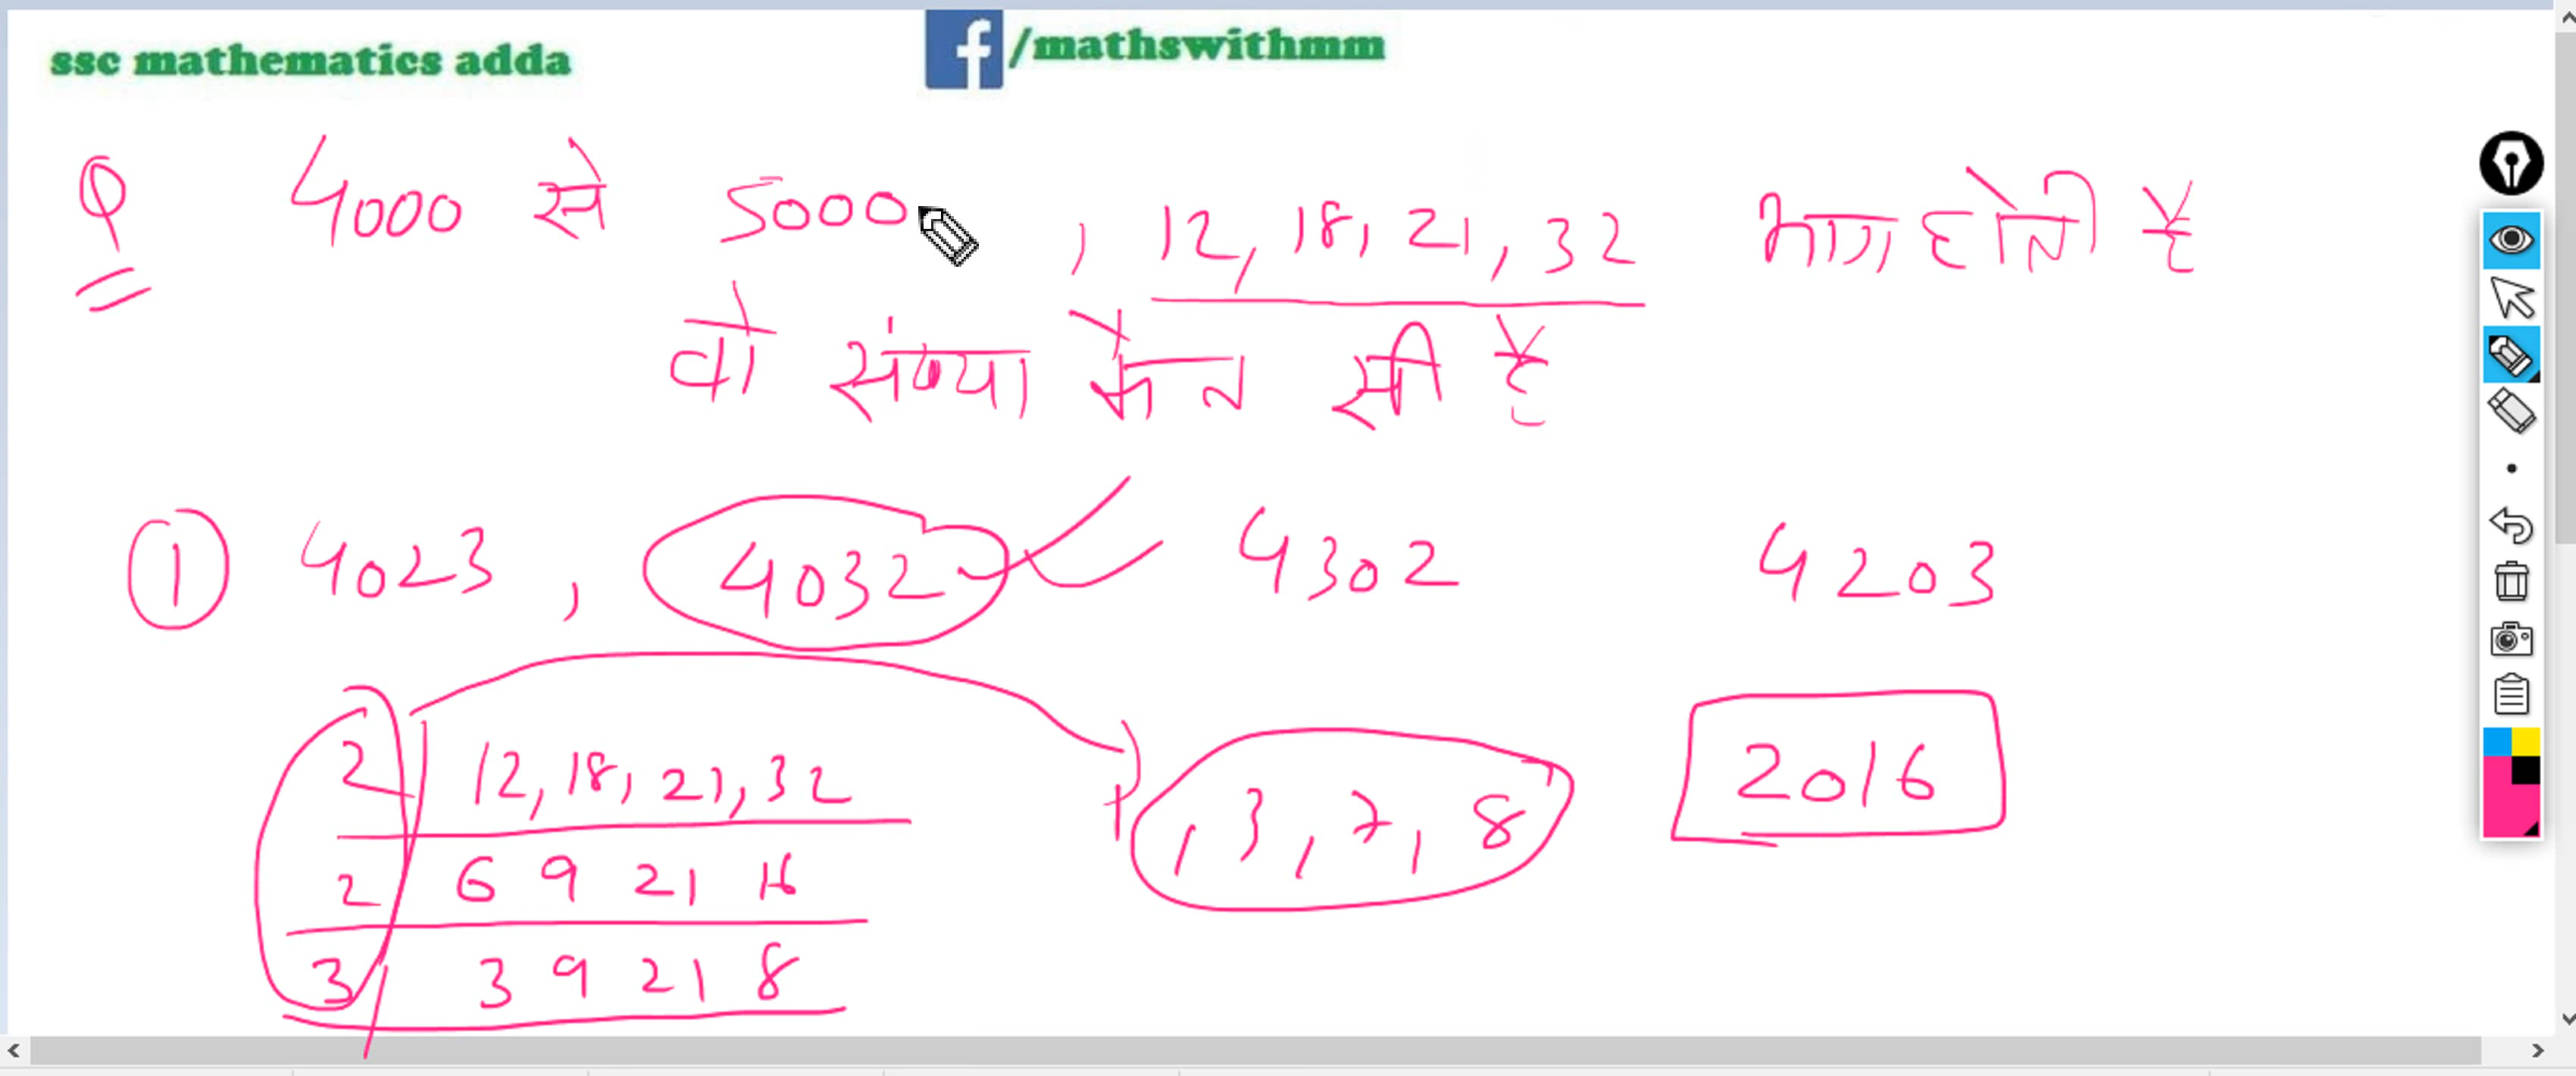 ssc mathematics adda
f /mathswithmm
Q 4000 से 5000 , 12, 18, 21, 32 भाग होती है
वो संख्या कोन सी है
① 4023 , 4032 4302 4203
2 12, 18, 21, 32 , 3, 7, 8 2016
2 6 9 21 16
3 3 9 21 8